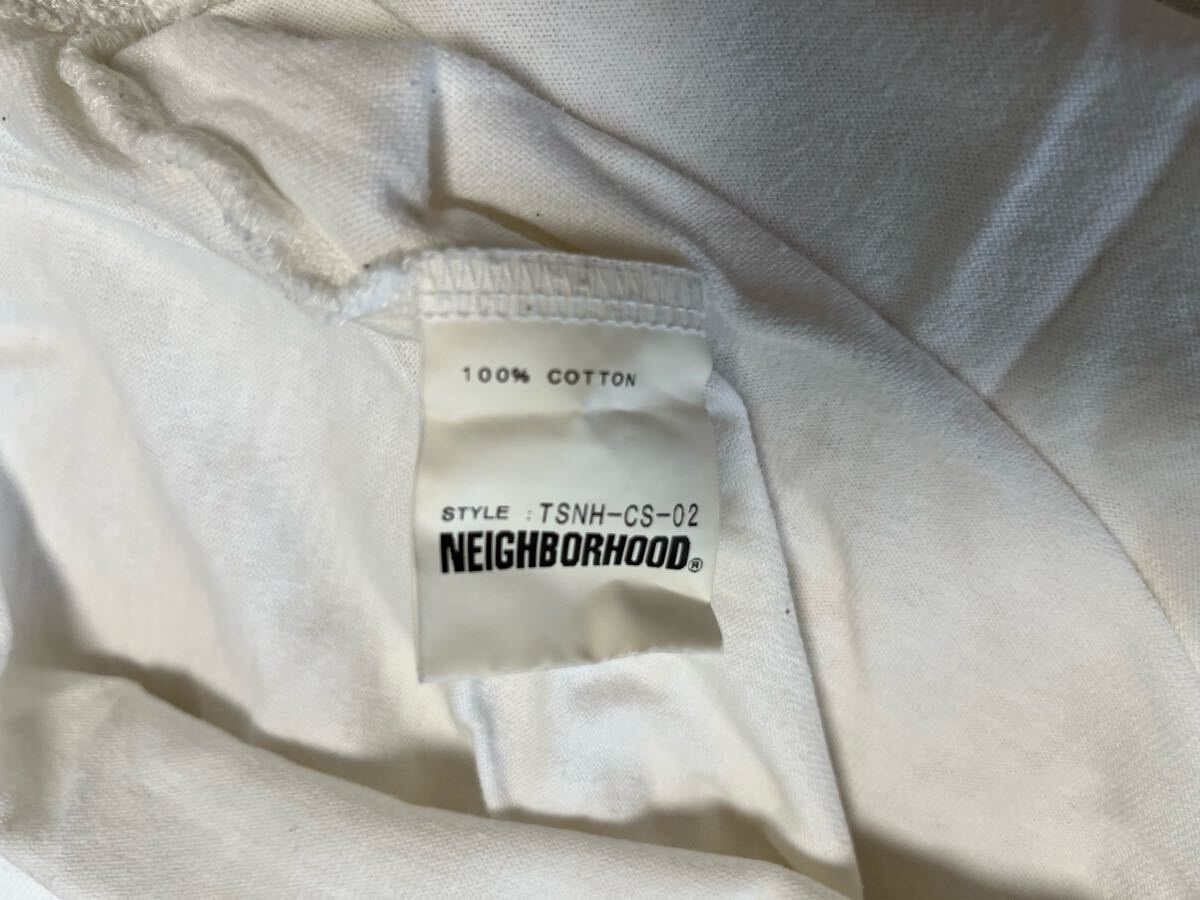 100% COTTON
STYLE : TSNH-CS-02
NEIGHBORHOOD®